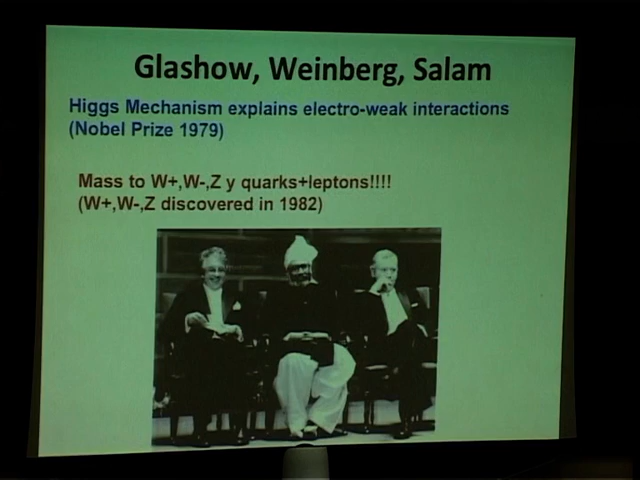 Glashow, Weinberg, Salam
Higgs Mechanism explains electro-weak interactions
(Nobel Prize 1979)
Mass to W+,W-,Z y quarks+leptons!!!!
(W+,W-,Z discovered in 1982)